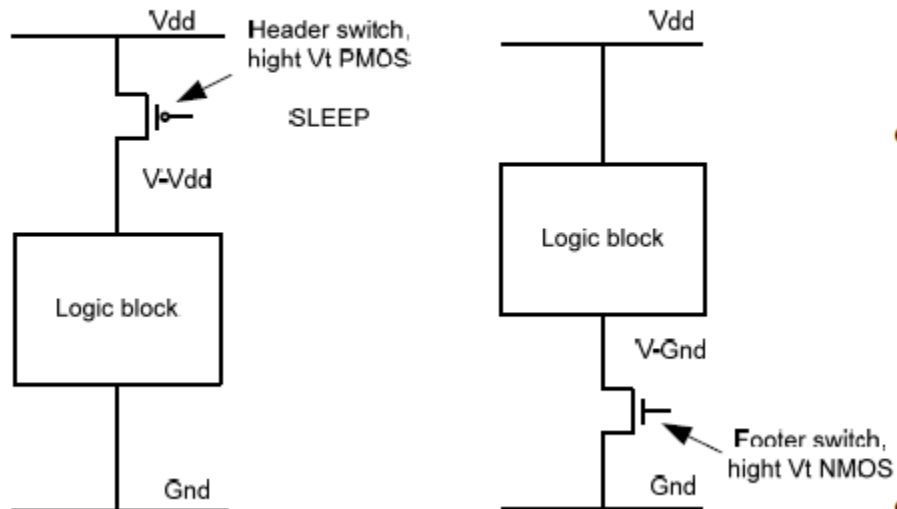 Vdd
Header switch,
hight Vt PMOS
SLEEP
V-Vdd
Logic block
Gnd
Vdd
Logic block
V-Gnd
Footer switch,
hight Vt NMOS
Gnd